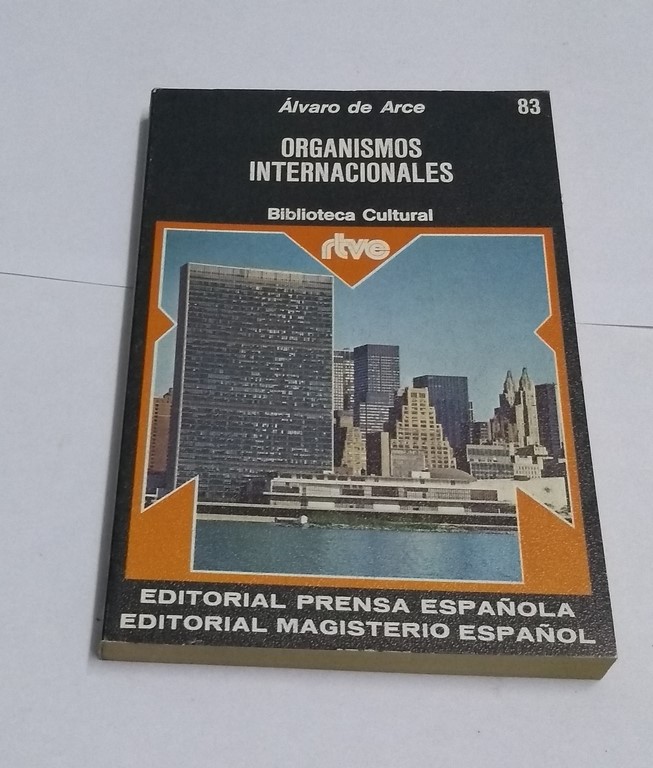 Álvaro de Arce
83
ORGANISMOS
INTERNACIONALES
Biblioteca Cultural
rtve
EDITORIAL PRENSA ESPAÑOLA
EDITORIAL MAGISTERIO ESPAÑOL